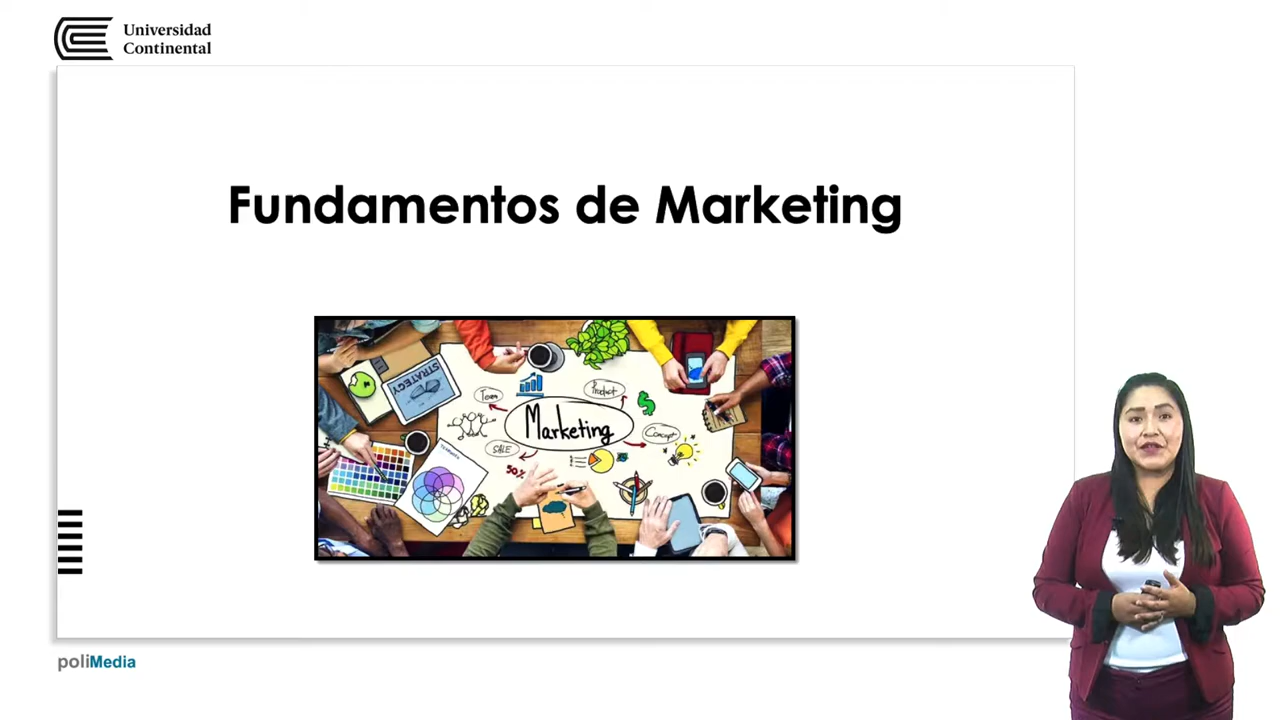 Universidad
Continental
Fundamentos de Marketing
STRATEGY
Team
Product
Marketing
Concept
SALE
50%
poliMedia